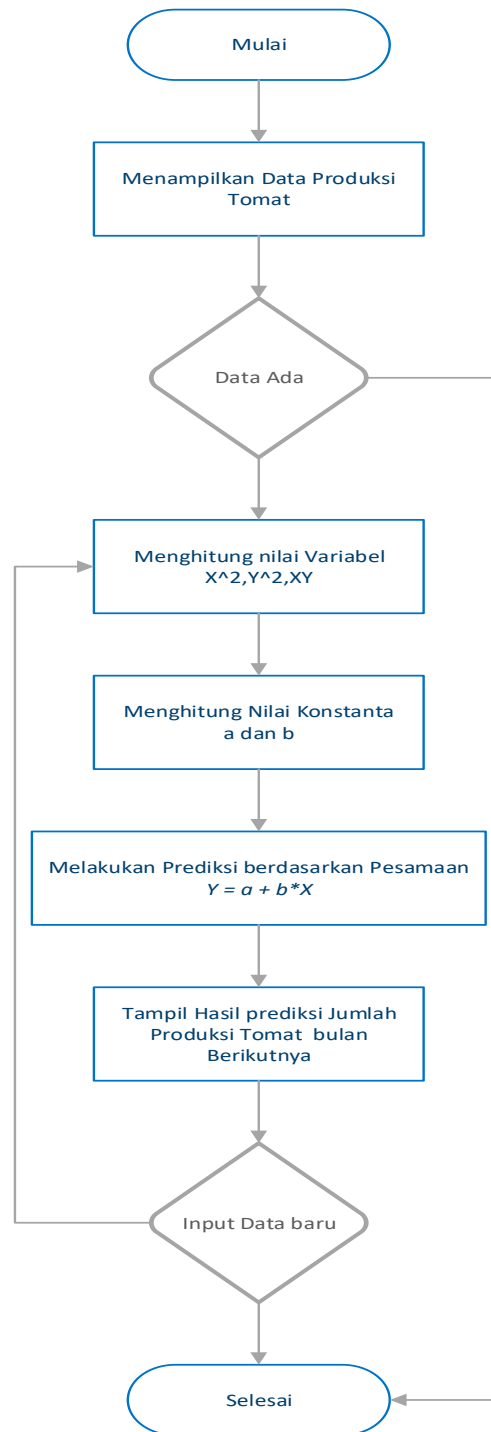 Mulai
Menampilkan Data Produksi
Tomat
Data Ada
Menghitung nilai Variabel
X^2,Y^2,XY
Menghitung Nilai Konstanta
a dan b
Melakukan Prediksi berdasarkan Pesamaan
Y = a + b*X
Tampil Hasil prediksi Jumlah
Produksi Tomat bulan
Berikutnya
Input Data baru
Selesai